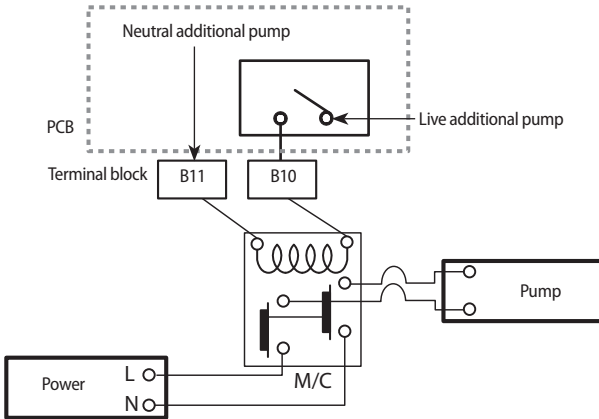 Neutral additional pump
Live additional pump
PCB
Terminal block
B11
B10
Pump
Power
L
N
M/C